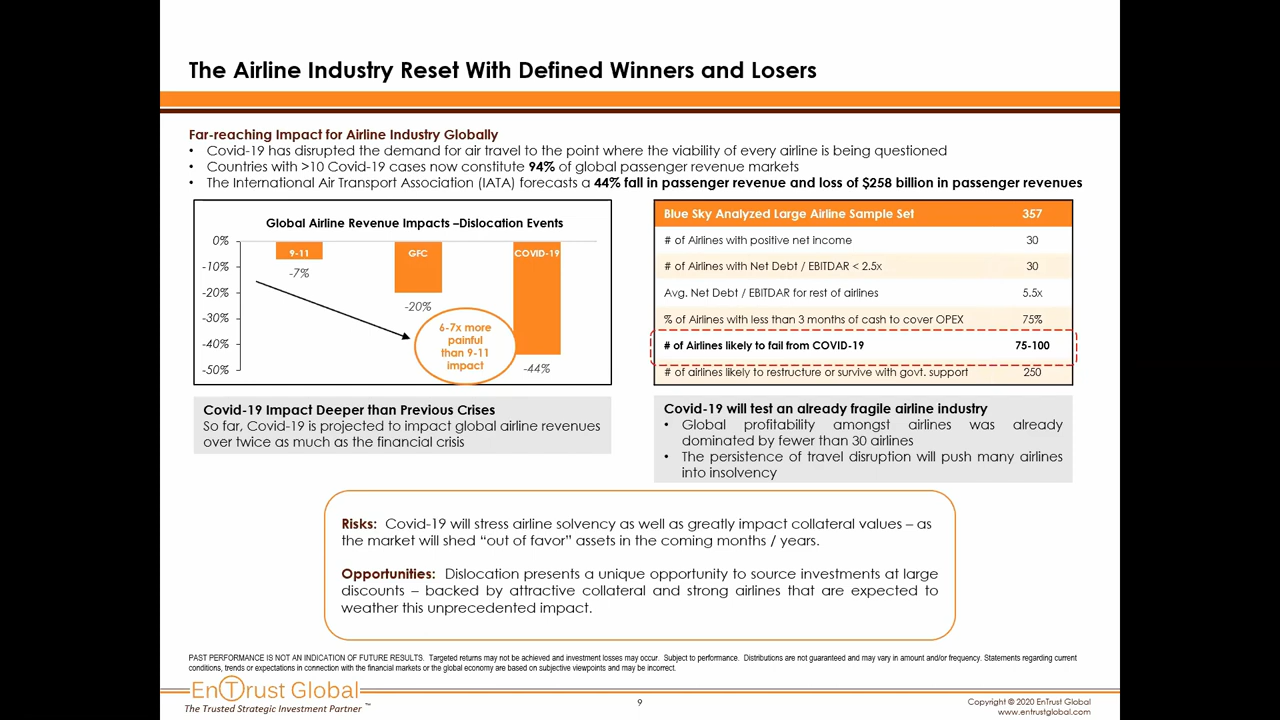 The Airline Industry Reset With Defined Winners and Losers
Far-reaching Impact for Airline Industry Globally
• Covid-19 has disrupted the demand for air travel to the point where the viability of every airline is being questioned
• Countries with >10 Covid-19 cases now constitute 94% of global passenger revenue markets
• The International Air Transport Association (IATA) forecasts a 44% fall in passenger revenue and loss of $258 billion in passenger revenues
Global Airline Revenue Impacts –Dislocation Events
0%
-10%
-20%
-30%
-40%
-50%
9-11
GFC
COVID-19
-7%
-20%
-44%
6-7x more
painful
than 9-11
impact
Blue Sky Analyzed Large Airline Sample Set 357
# of Airlines with positive net income 30
# of Airlines with Net Debt / EBITDAR < 2.5x 30
Avg. Net Debt / EBITDAR for rest of airlines 5.5x
% of Airlines with less than 3 months of cash to cover OPEX 75%
# of Airlines likely to fail from COVID-19 75-100
# of airlines likely to restructure or survive with govt. support 250
Covid-19 Impact Deeper than Previous Crises
So far, Covid-19 is projected to impact global airline revenues
over twice as much as the financial crisis
Covid-19 will test an already fragile airline industry
• Global profitability amongst airlines was already
dominated by fewer than 30 airlines
• The persistence of travel disruption will push many airlines
into insolvency
Risks: Covid-19 will stress airline solvency as well as greatly impact collateral values – as
the market will shed “out of favor” assets in the coming months / years.
Opportunities: Dislocation presents a unique opportunity to source investments at large
discounts – backed by attractive collateral and strong airlines that are expected to
weather this unprecedented impact.
PAST PERFORMANCE IS NOT AN INDICATION OF FUTURE RESULTS. Targeted returns may not be achieved and investment losses may occur. Subject to performance. Distributions are not guaranteed and may vary in amount and/or frequency. Statements regarding current
conditions, trends or expectations in connection with the financial markets or the global economy are based on subjective viewpoints and may be incorrect.
EnTrust Global
The Trusted Strategic Investment Partner ™
9
Copyright © 2020 EnTrust Global
www.entrustglobal.com